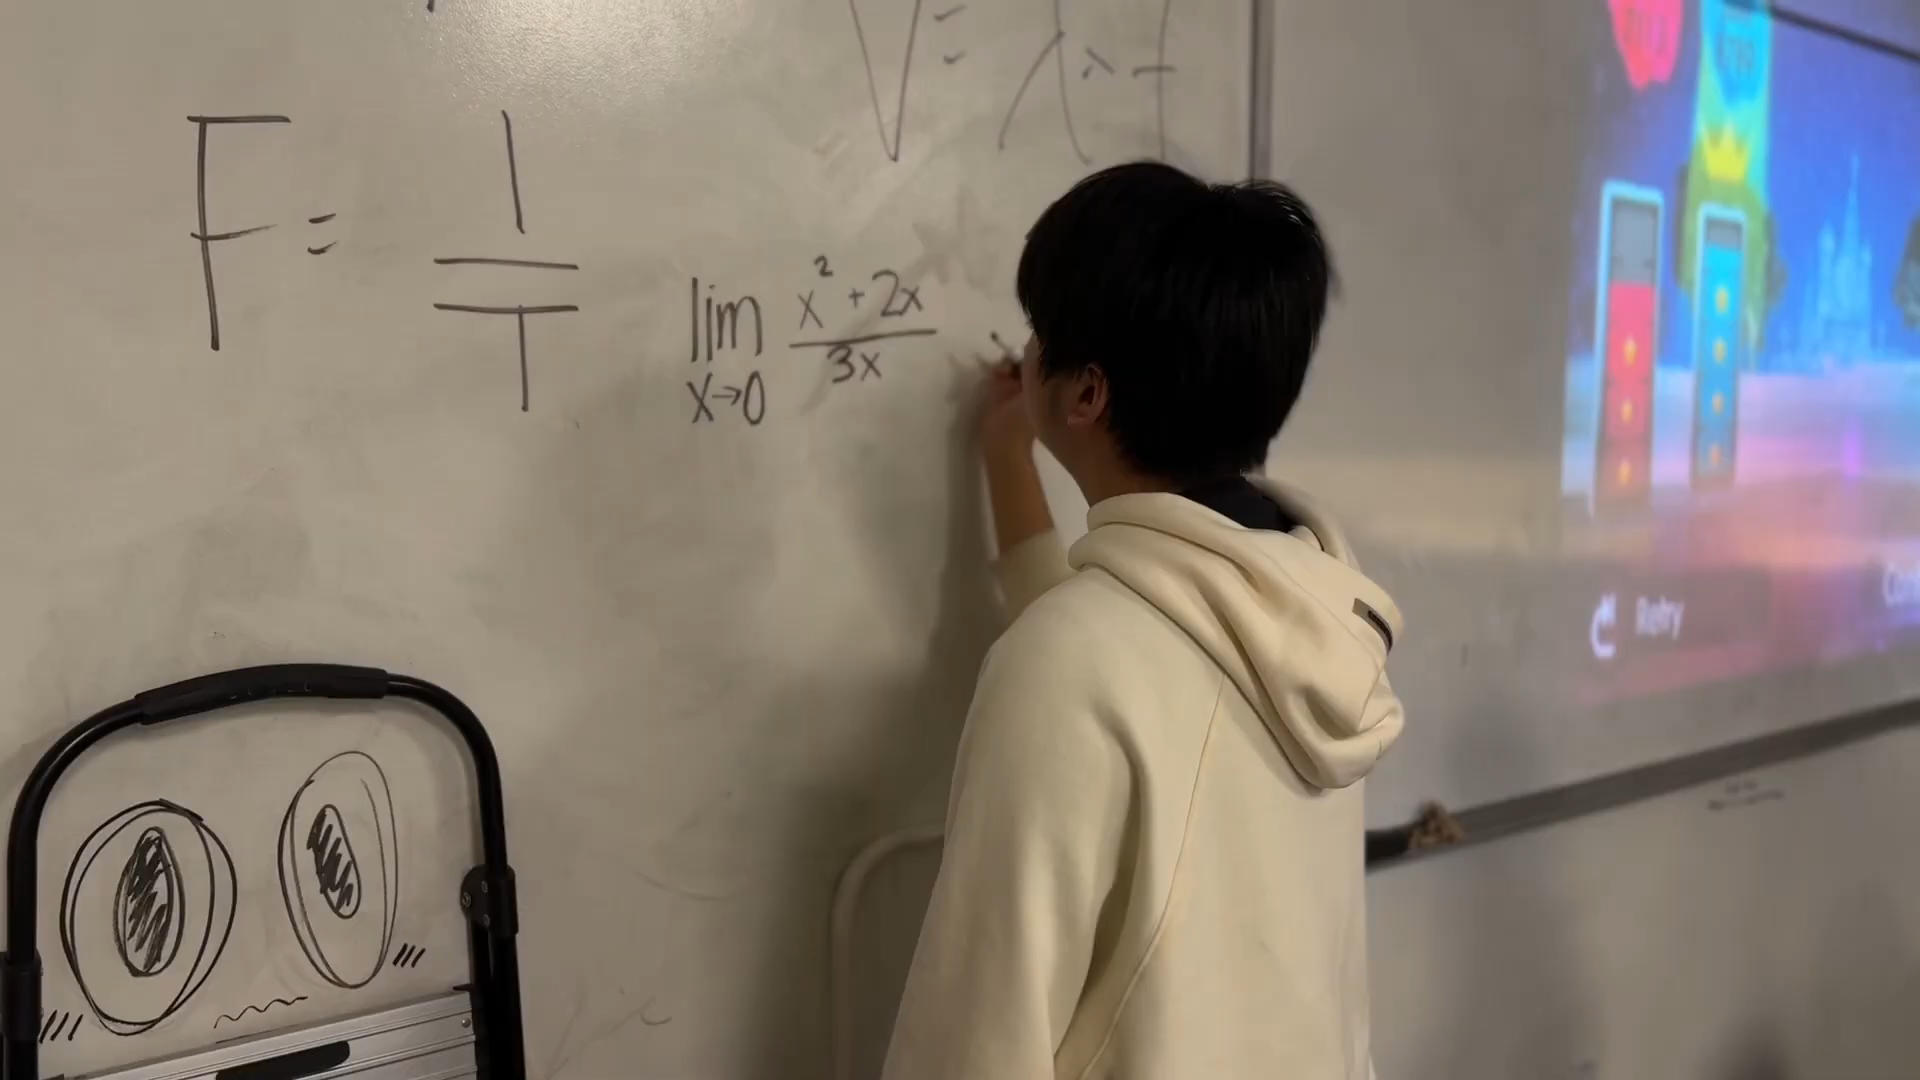 V = λ × f
F = 1/T
lim x→0 (x² + 2x)/(3x)
Retry